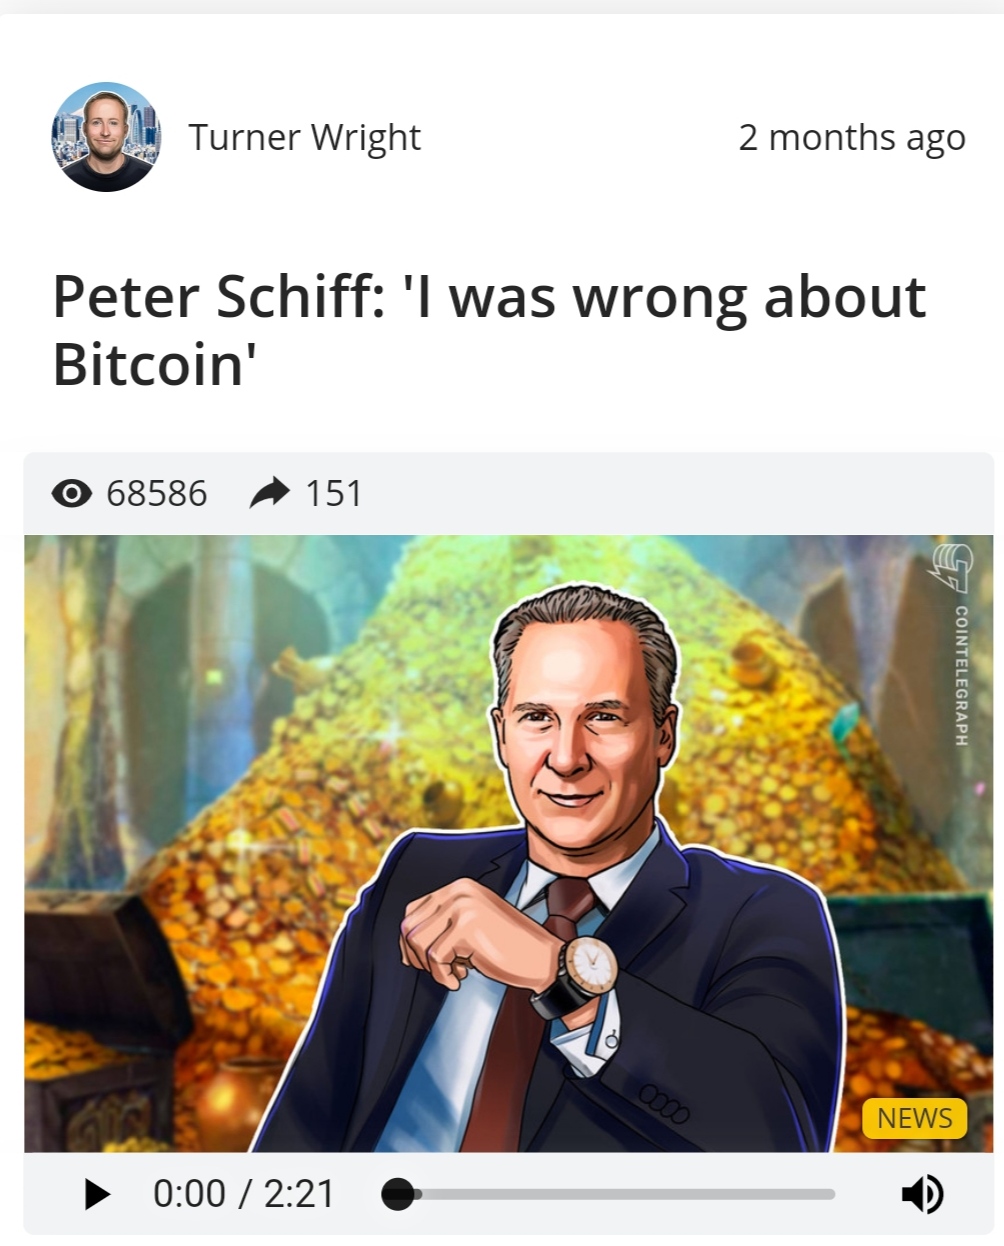 Turner Wright
2 months ago
Peter Schiff: 'I was wrong about
Bitcoin'
68586
151
COINTELEGRAPH
NEWS
0:00 / 2:21